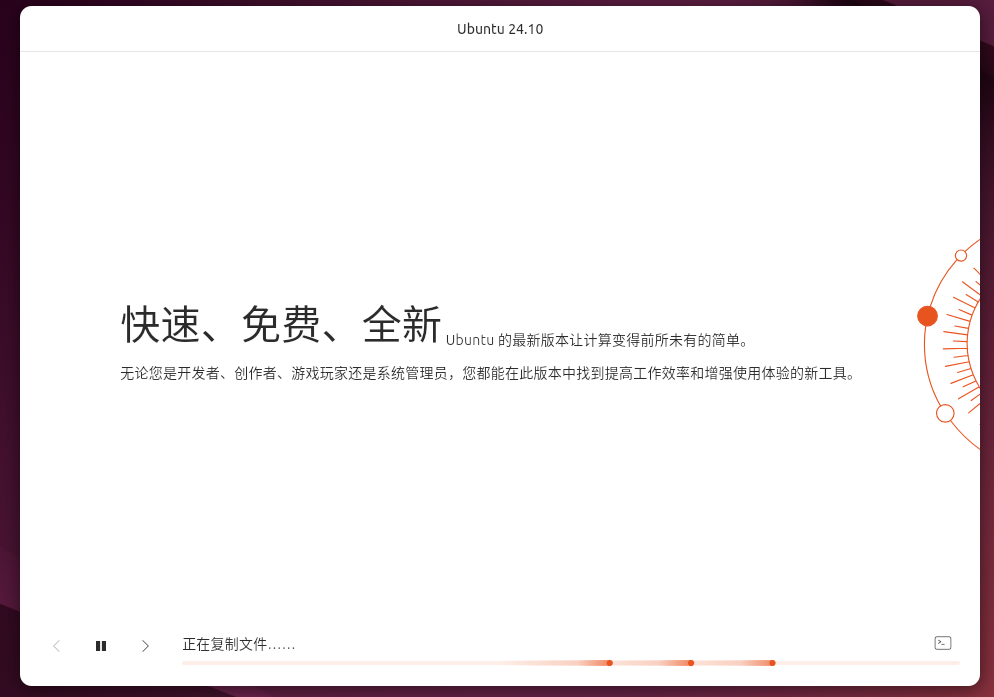 Ubuntu 24.10
快速、免费、全新 Ubuntu 的最新版本让计算变得前所未有的简单。
无论您是开发者、创作者、游戏玩家还是系统管理员，您都能在此版本中找到提高工作效率和增强使用体验的新工具。
正在复制文件……